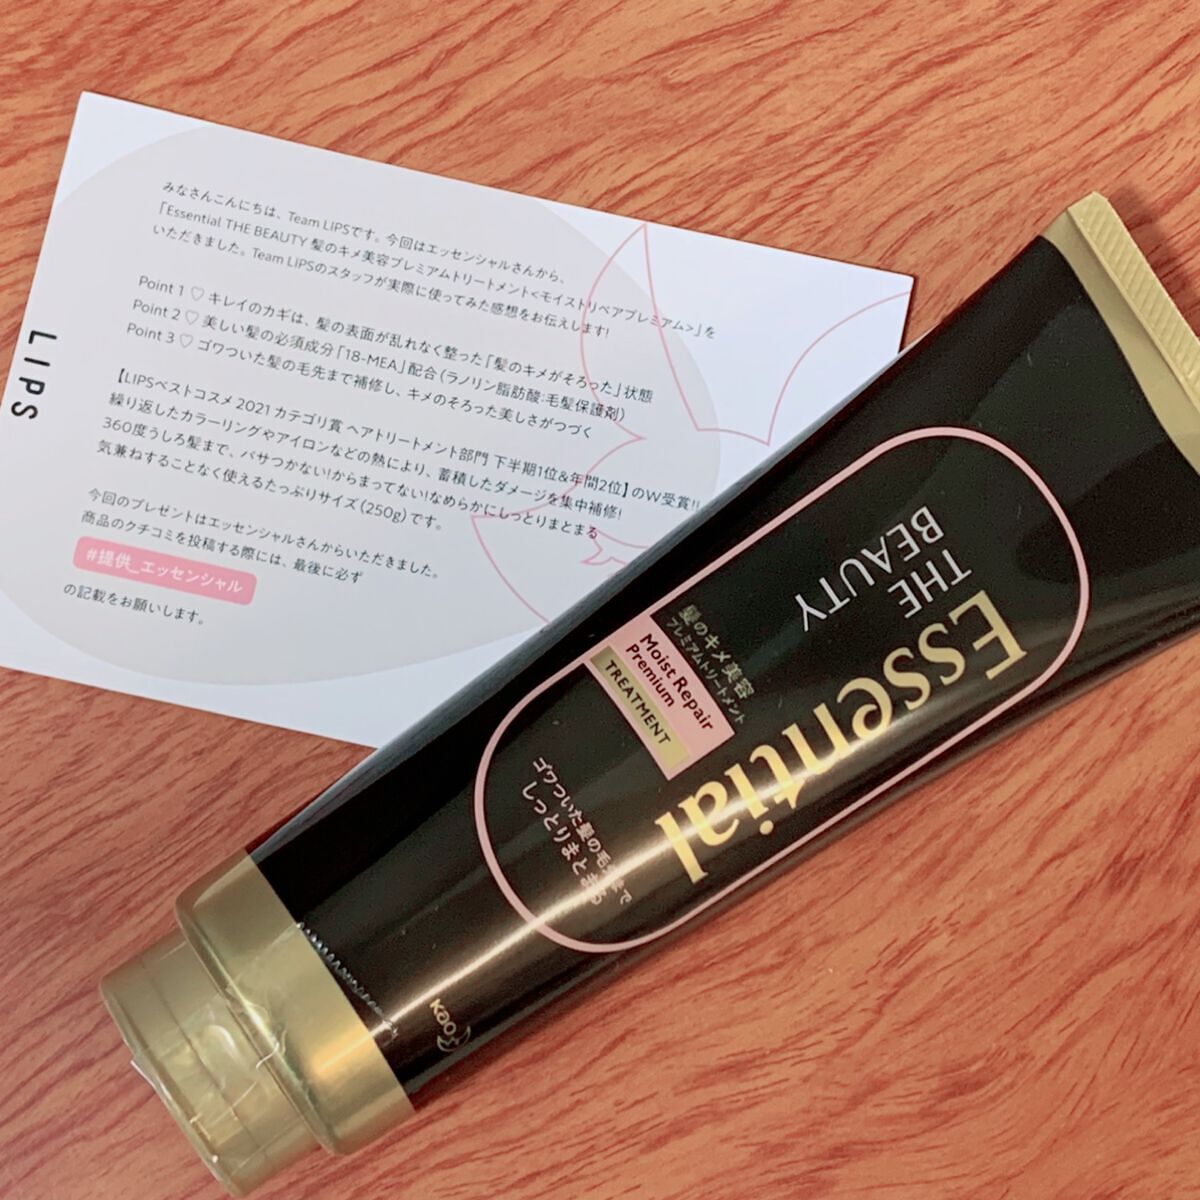 LIPS
みなさんこんにちは、Team LIPSです。今回はエッセンシャルさんから、
「Essential THE BEAUTY 髪のキメ美容プレミアムトリートメント<モイストリペアプレミアム>」を
いただきました。Team LIPSのスタッフが実際に使ってみた感想をお伝えします!
Point 1 ♡ キレイのカギは、髪の表面が乱れなく整った「髪のキメがそろった」状態
Point 2 ♡ 美しい髪の必須成分「18-MEA」配合(ラノリン脂肪酸:毛髪保護剤)
Point 3 ♡ ゴワついた髪の毛先まで補修し、キメのそろった美しさがつづく
【LIPSベストコスメ 2021 カテゴリ賞 ヘアトリートメント部門 下半期1位&年間2位】のW受賞!!
繰り返したカラーリングやアイロンなどの熱により、蓄積したダメージを集中補修!
360度うしろ髪まで、パサつかない!からまってない!なめらかにしっとりまとまる
気兼ねすることなく使えるたっぷりサイズ(250g)です。
今回のプレゼントはエッセンシャルさんからいただきました。
商品のクチコミを投稿する際には、最後に必ず
#提供_エッセンシャル
の記載をお願いします。
Essential
THE
BEAUTY
髪のキメ美容
プレミアムトリートメント
Moist Repair
Premium
TREATMENT
ゴワついた髪の毛先まで
しっとりまとまる
Kao